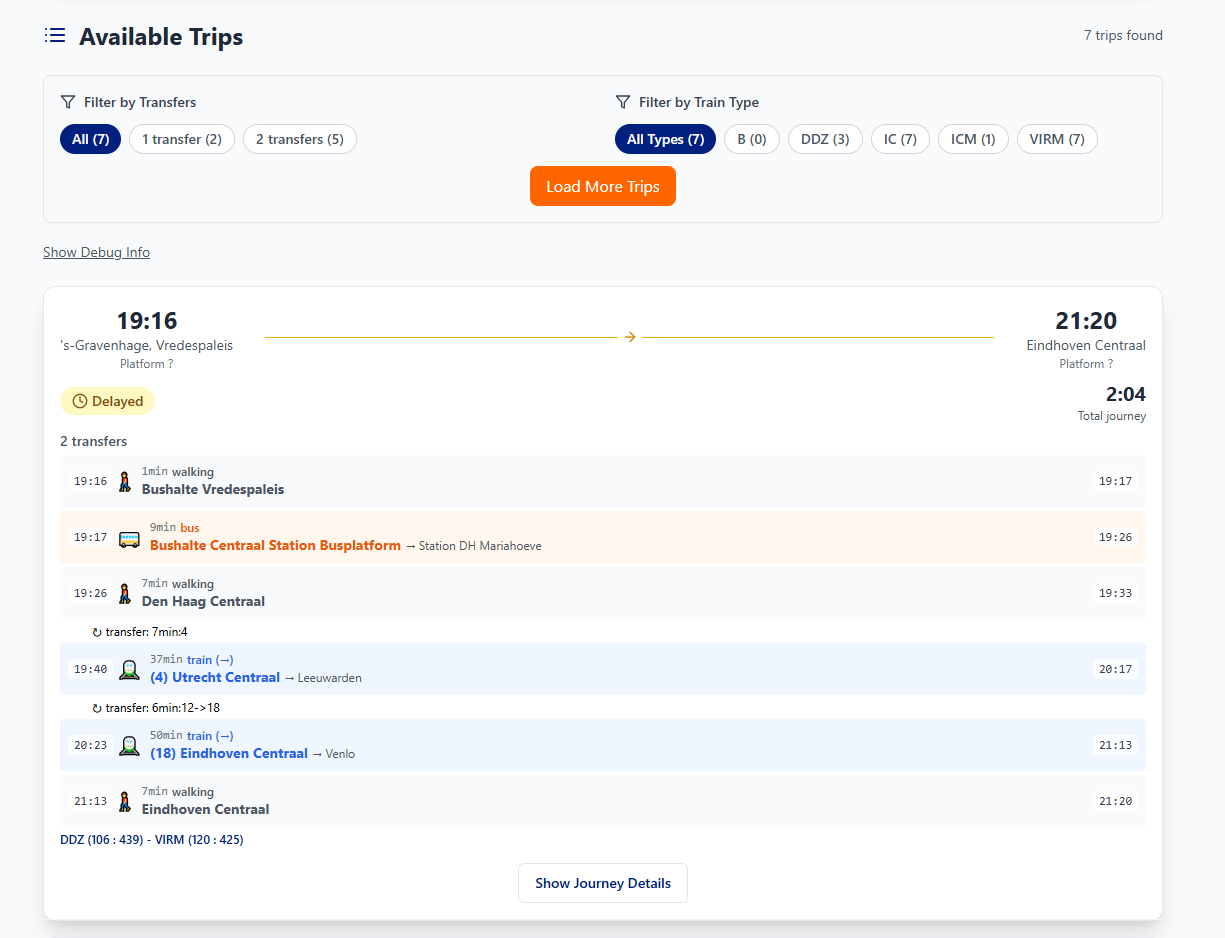 Available Trips
7 trips found
Filter by Transfers
All (7)
1 transfer (2)
2 transfers (5)
Filter by Train Type
All Types (7)
B (0)
DDZ (3)
IC (7)
ICM (1)
VIRM (7)
Load More Trips
Show Debug Info
19:16
's-Gravenhage, Vredespaleis
Platform ?
→
21:20
Eindhoven Centraal
Platform ?
Delayed
2:04
Total journey
2 transfers
19:16
1min walking
Bushalte Vredespaleis
19:17
19:17
9min bus
Bushalte Centraal Station Busplatform → Station DH Mariahoeve
19:26
19:26
7min walking
Den Haag Centraal
19:33
↻ transfer: 7min:4
19:40
37min train (→)
(4) Utrecht Centraal → Leeuwarden
20:17
↻ transfer: 6min:12->18
20:23
50min train (→)
(18) Eindhoven Centraal → Venlo
21:13
21:13
7min walking
Eindhoven Centraal
21:20
DDZ (106 : 439) - VIRM (120 : 425)
Show Journey Details